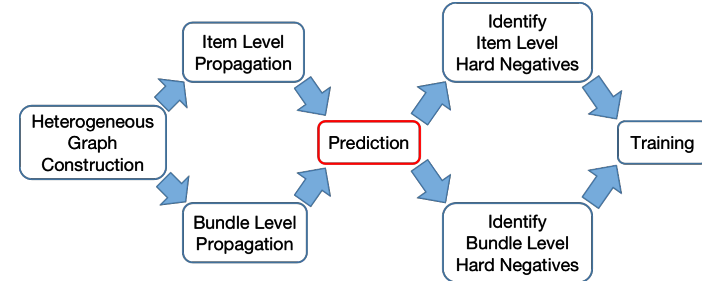 Heterogeneous
Graph
Construction
Item Level
Propagation
Bundle Level
Propagation
Prediction
Identify
Item Level
Hard Negatives
Identify
Bundle Level
Hard Negatives
Training